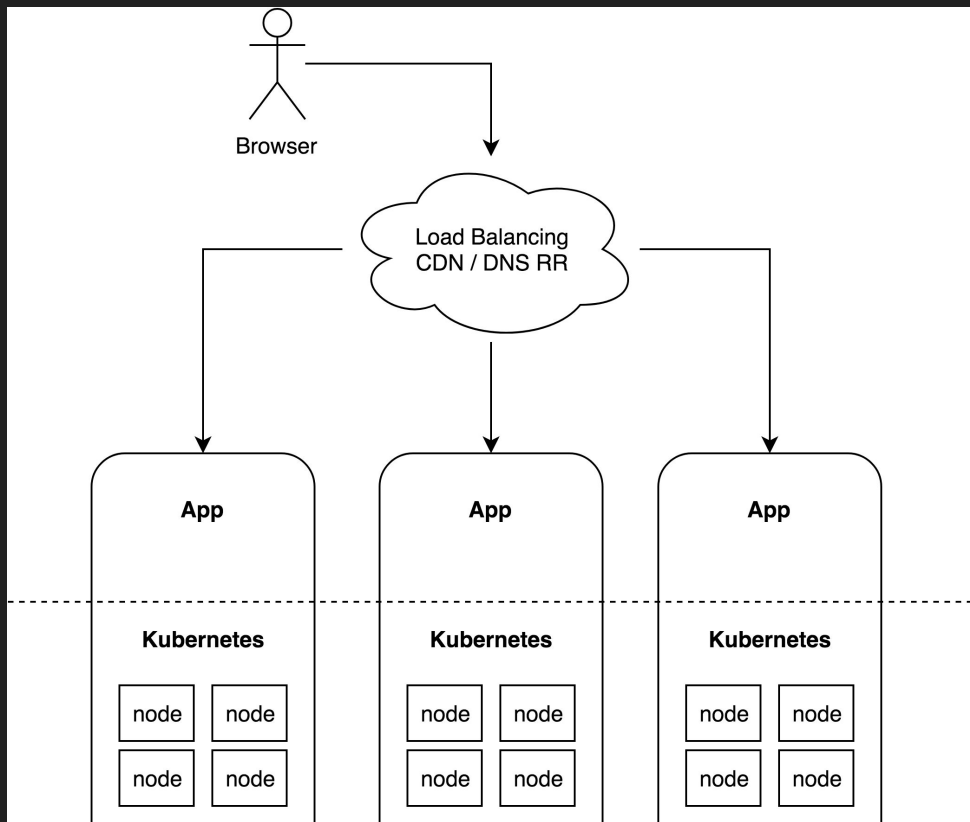 Browser
Load Balancing
CDN / DNS RR
App App App
Kubernetes Kubernetes Kubernetes
node node node node node node
node node node node node node